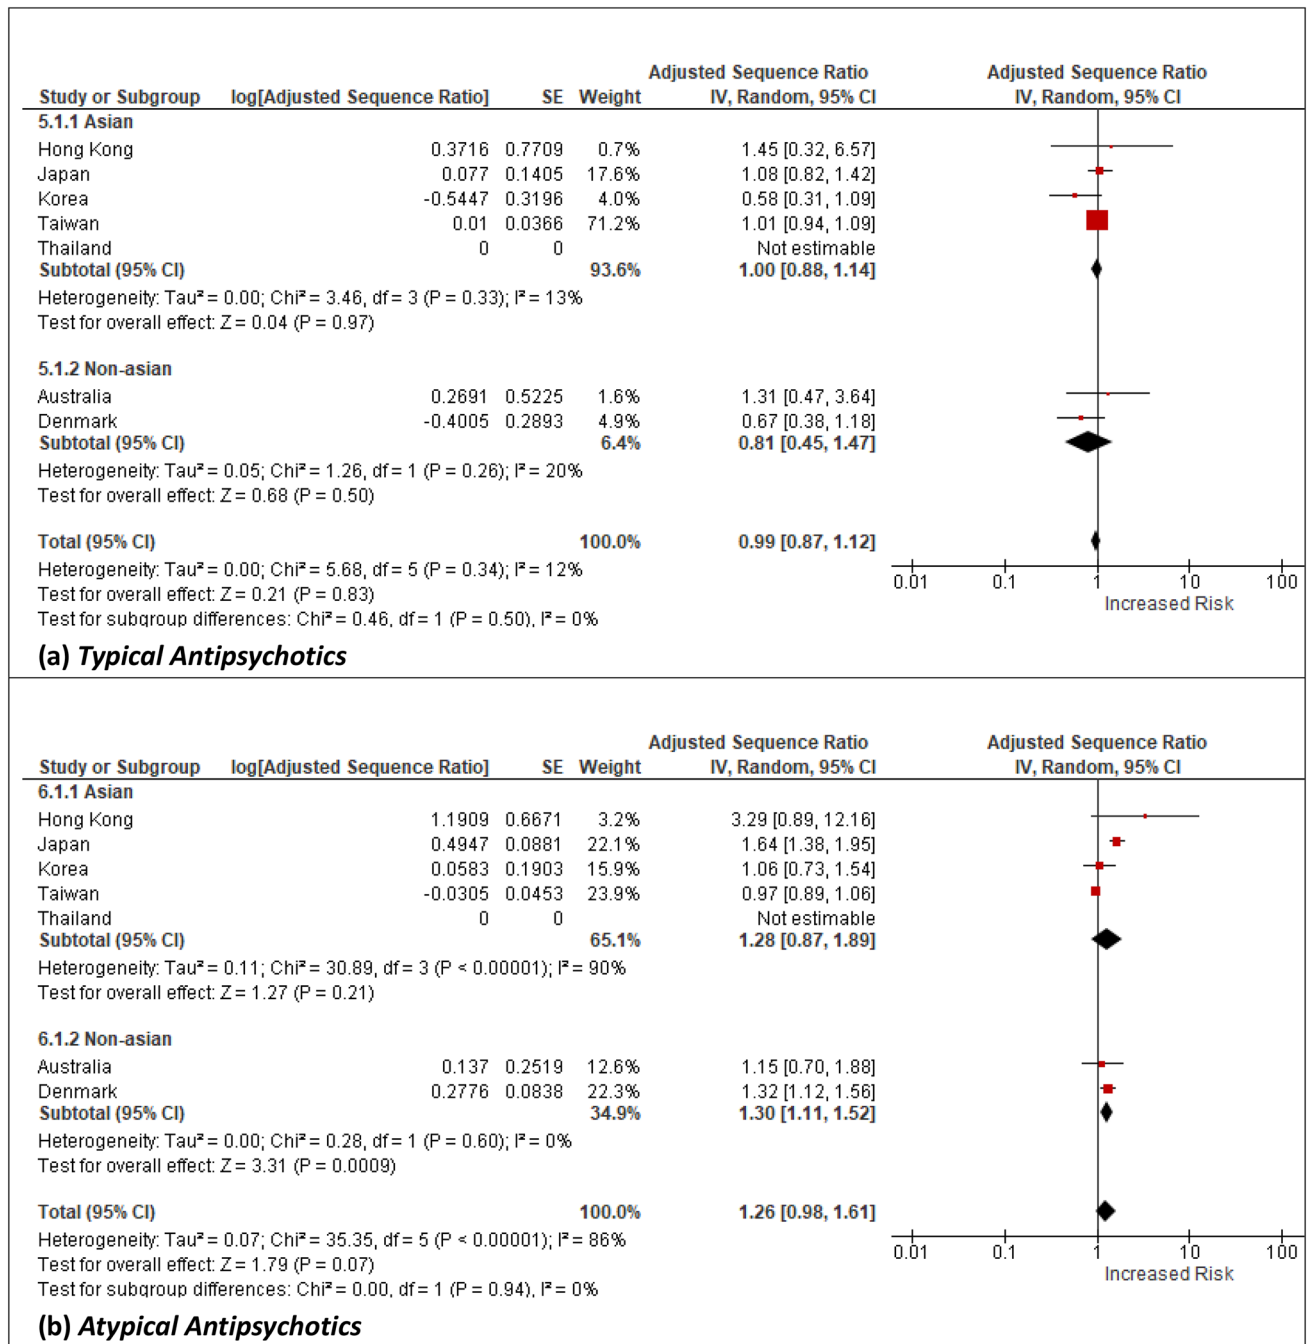 Adjusted Sequence Ratio Adjusted Sequence Ratio
Study or Subgroup log[Adjusted Sequence Ratio] SE Weight IV, Random, 95% CI IV, Random, 95% CI
5.1.1 Asian
Hong Kong 0.3716 0.7709 0.7% 1.45 [0.32, 6.57]
Japan 0.077 0.1405 17.6% 1.08 [0.82, 1.42]
Korea -0.5447 0.3196 4.0% 0.58 [0.31, 1.09]
Taiwan 0.01 0.0366 71.2% 1.01 [0.94, 1.09]
Thailand 0 0 Not estimable
Subtotal (95% CI) 93.6% 1.00 [0.88, 1.14]
Heterogeneity: Tau² = 0.00; Chi² = 3.46, df = 3 (P = 0.33); I² = 13%
Test for overall effect: Z = 0.04 (P = 0.97)
5.1.2 Non-asian
Australia 0.2691 0.5225 1.6% 1.31 [0.47, 3.64]
Denmark -0.4005 0.2893 4.9% 0.67 [0.38, 1.18]
Subtotal (95% CI) 6.4% 0.81 [0.45, 1.47]
Heterogeneity: Tau² = 0.05; Chi² = 1.26, df = 1 (P = 0.26); I² = 20%
Test for overall effect: Z = 0.68 (P = 0.50)
Total (95% CI) 100.0% 0.99 [0.87, 1.12]
Heterogeneity: Tau² = 0.00; Chi² = 5.68, df = 5 (P = 0.34); I² = 12%
Test for overall effect: Z = 0.21 (P = 0.83)
Test for subgroup differences: Chi² = 0.46, df = 1 (P = 0.50), I² = 0%
0.01 0.1 1 10 100
Increased Risk
(a) Typical Antipsychotics
Adjusted Sequence Ratio Adjusted Sequence Ratio
Study or Subgroup log[Adjusted Sequence Ratio] SE Weight IV, Random, 95% CI IV, Random, 95% CI
6.1.1 Asian
Hong Kong 1.1909 0.6671 3.2% 3.29 [0.89, 12.16]
Japan 0.4947 0.0881 22.1% 1.64 [1.38, 1.95]
Korea 0.0583 0.1903 15.9% 1.06 [0.73, 1.54]
Taiwan -0.0305 0.0453 23.9% 0.97 [0.89, 1.06]
Thailand 0 0 Not estimable
Subtotal (95% CI) 65.1% 1.28 [0.87, 1.89]
Heterogeneity: Tau² = 0.11; Chi² = 30.89, df = 3 (P < 0.00001); I² = 90%
Test for overall effect: Z = 1.27 (P = 0.21)
6.1.2 Non-asian
Australia 0.137 0.2519 12.6% 1.15 [0.70, 1.88]
Denmark 0.2776 0.0838 22.3% 1.32 [1.12, 1.56]
Subtotal (95% CI) 34.9% 1.30 [1.11, 1.52]
Heterogeneity: Tau² = 0.00; Chi² = 0.28, df = 1 (P = 0.60); I² = 0%
Test for overall effect: Z = 3.31 (P = 0.0009)
Total (95% CI) 100.0% 1.26 [0.98, 1.61]
Heterogeneity: Tau² = 0.07; Chi² = 35.35, df = 5 (P < 0.00001); I² = 86%
Test for overall effect: Z = 1.79 (P = 0.07)
Test for subgroup differences: Chi² = 0.00, df = 1 (P = 0.94), I² = 0%
0.01 0.1 1 10 100
Increased Risk
(b) Atypical Antipsychotics